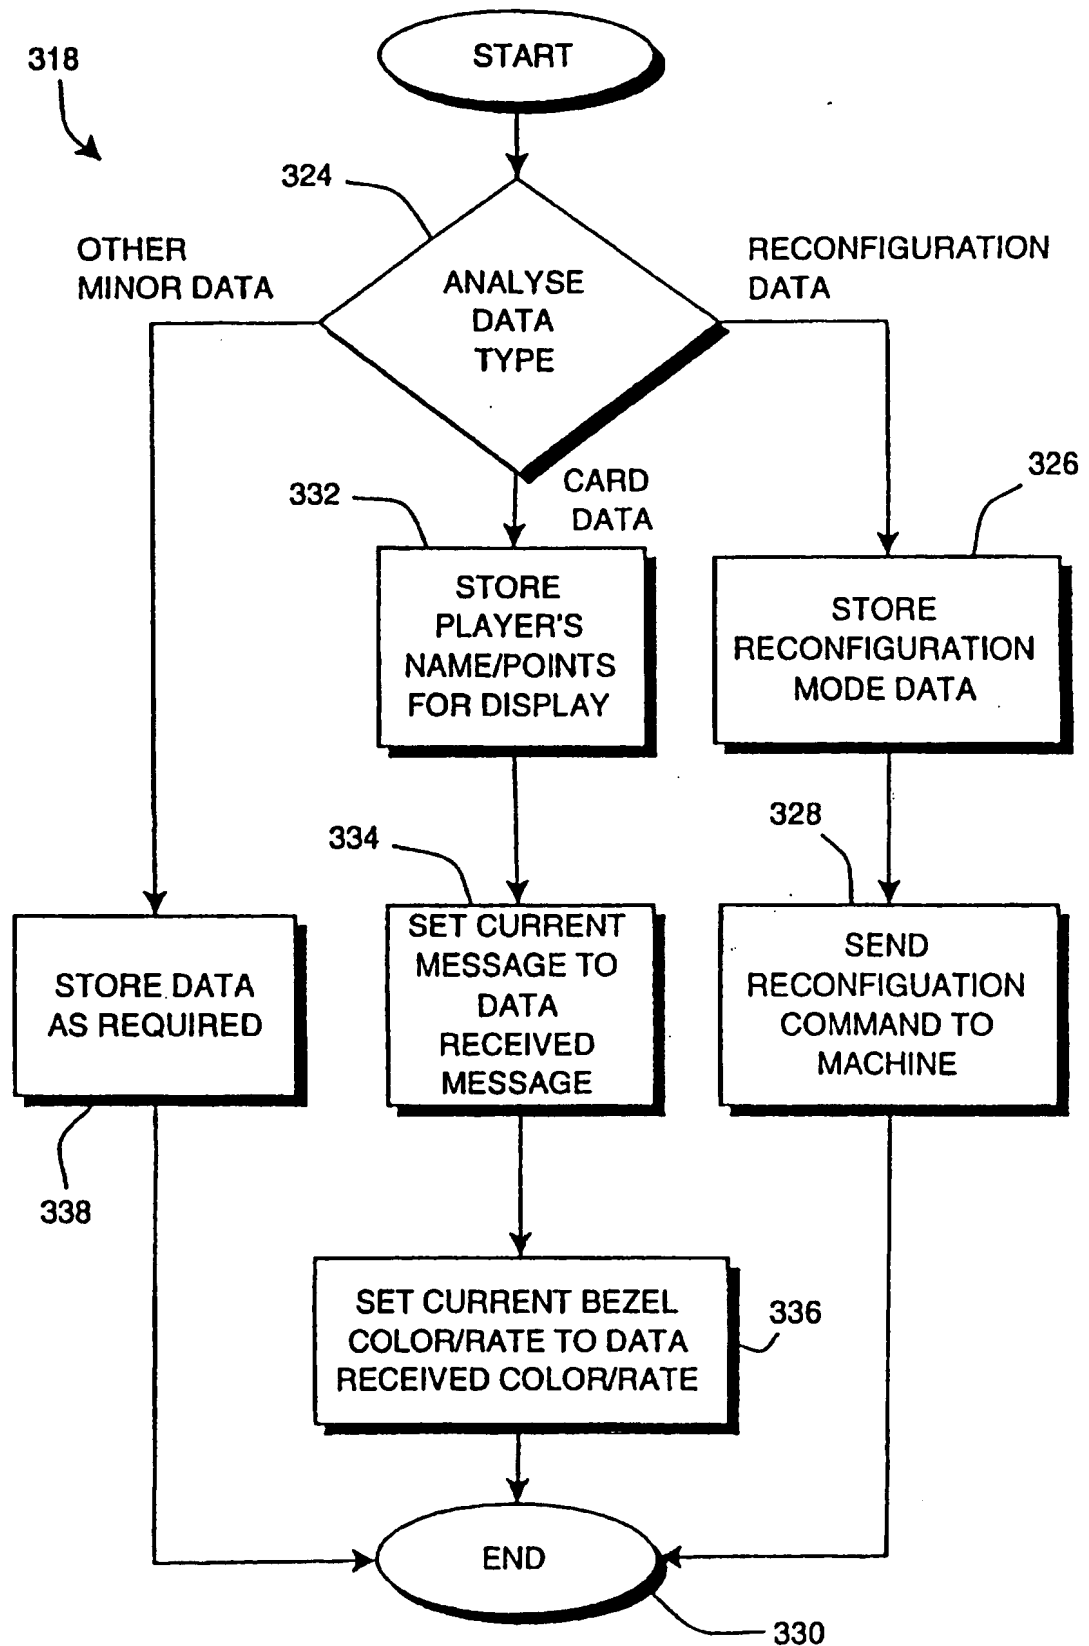 318
START
324
OTHER
MINOR DATA
RECONFIGURATION
DATA
ANALYSE
DATA
TYPE
CARD
DATA
332
326
STORE
PLAYER'S
NAME/POINTS
FOR DISPLAY
STORE
RECONFIGURATION
MODE DATA
334
328
STORE DATA
AS REQUIRED
SET CURRENT
MESSAGE TO
DATA
RECEIVED
MESSAGE
SEND
RECONFIGUATION
COMMAND TO
MACHINE
338
SET CURRENT BEZEL
COLOR/RATE TO DATA
RECEIVED COLOR/RATE
336
END
330